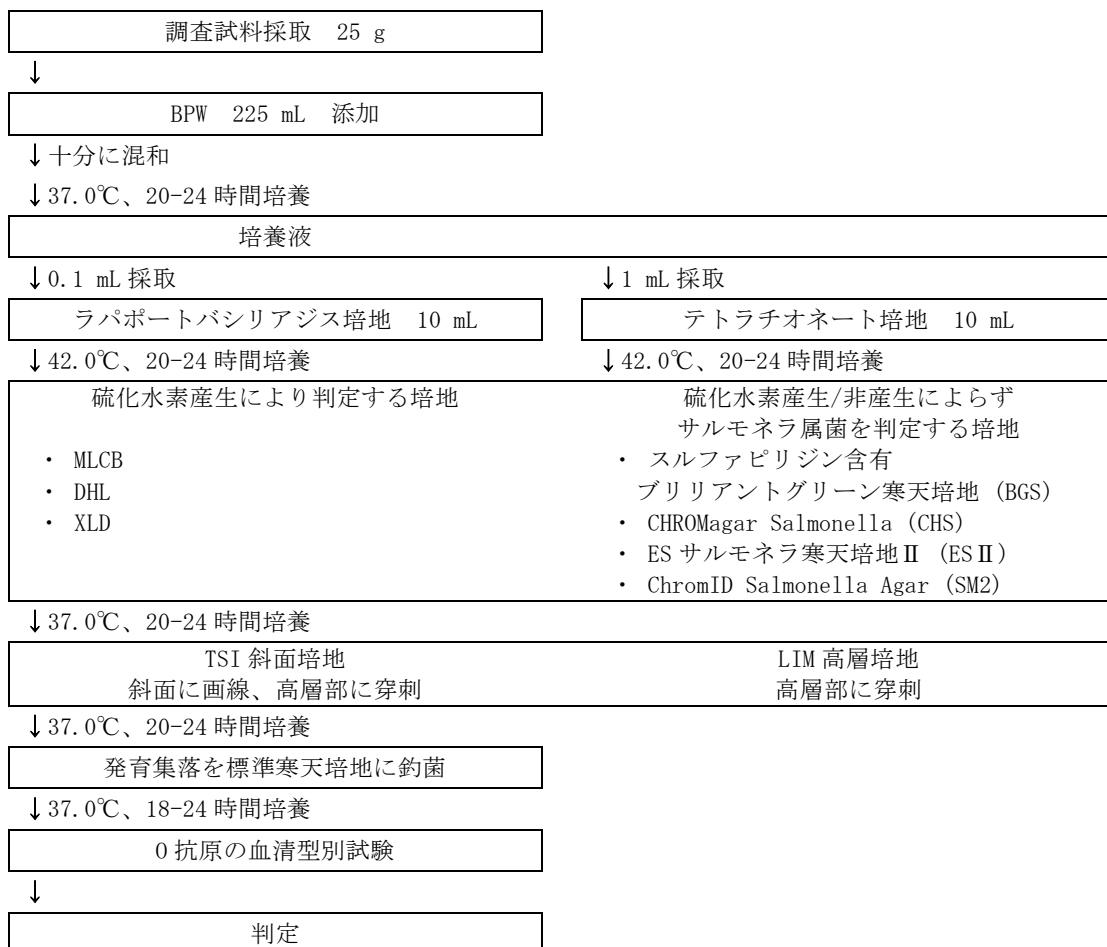 調査試料採取　25 g
↓
BPW　225 mL　添加
↓十分に混和
↓37.0℃、20-24 時間培養
培養液
↓0.1 mL 採取
↓1 mL 採取
ラパポートバシリアジス培地　10 mL
テトラチオネート培地　10 mL
↓42.0℃、20-24 時間培養
↓42.0℃、20-24 時間培養
硫化水素産生により判定する培地
・ MLCB
・ DHL
・ XLD
硫化水素産生/非産生によらず
サルモネラ属菌を判定する培地
・ スルファピリジン含有
ブリリアントグリーン寒天培地 (BGS)
・ CHROMagar Salmonella (CHS)
・ ES サルモネラ寒天培地Ⅱ (ESⅡ)
・ ChromID Salmonella Agar (SM2)
↓37.0℃、20-24 時間培養
TSI 斜面培地
斜面に画線、高層部に穿刺
LIM 高層培地
高層部に穿刺
↓37.0℃、20-24 時間培養
発育集落を標準寒天培地に釣菌
↓37.0℃、18-24 時間培養
O 抗原の血清型別試験
↓
判定